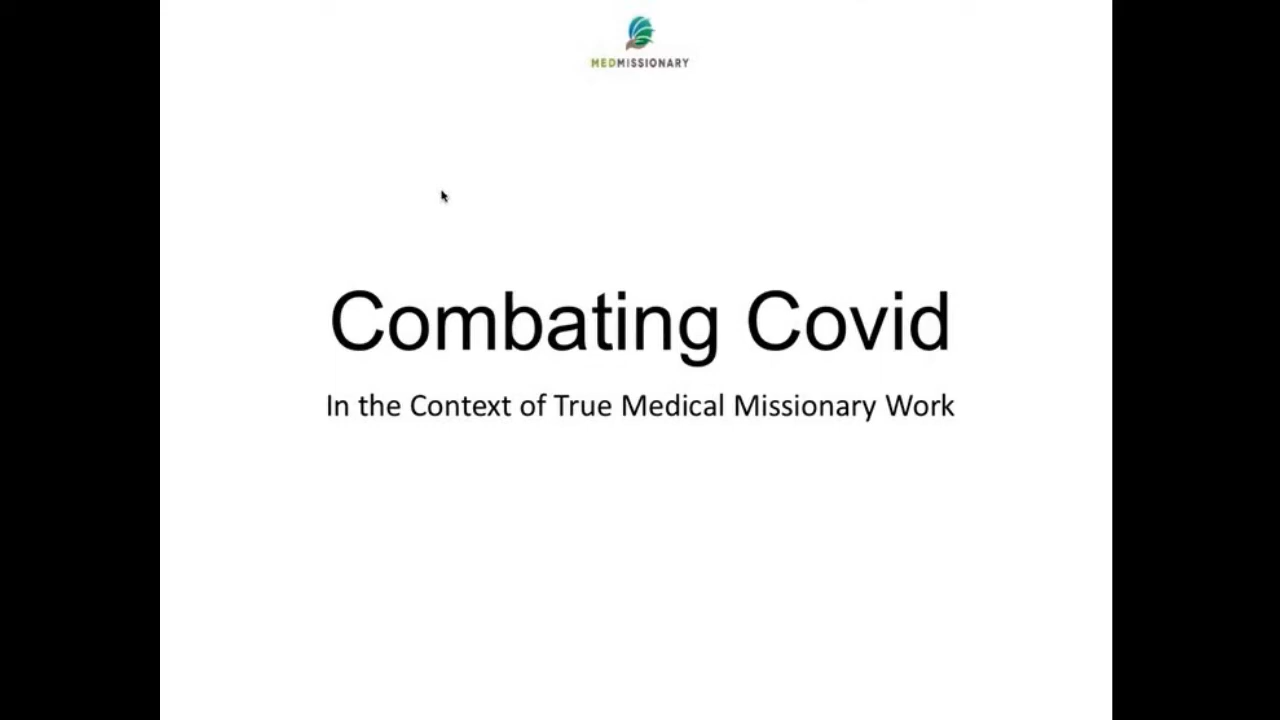 MEDMISSIONARY
Combating Covid
In the Context of True Medical Missionary Work